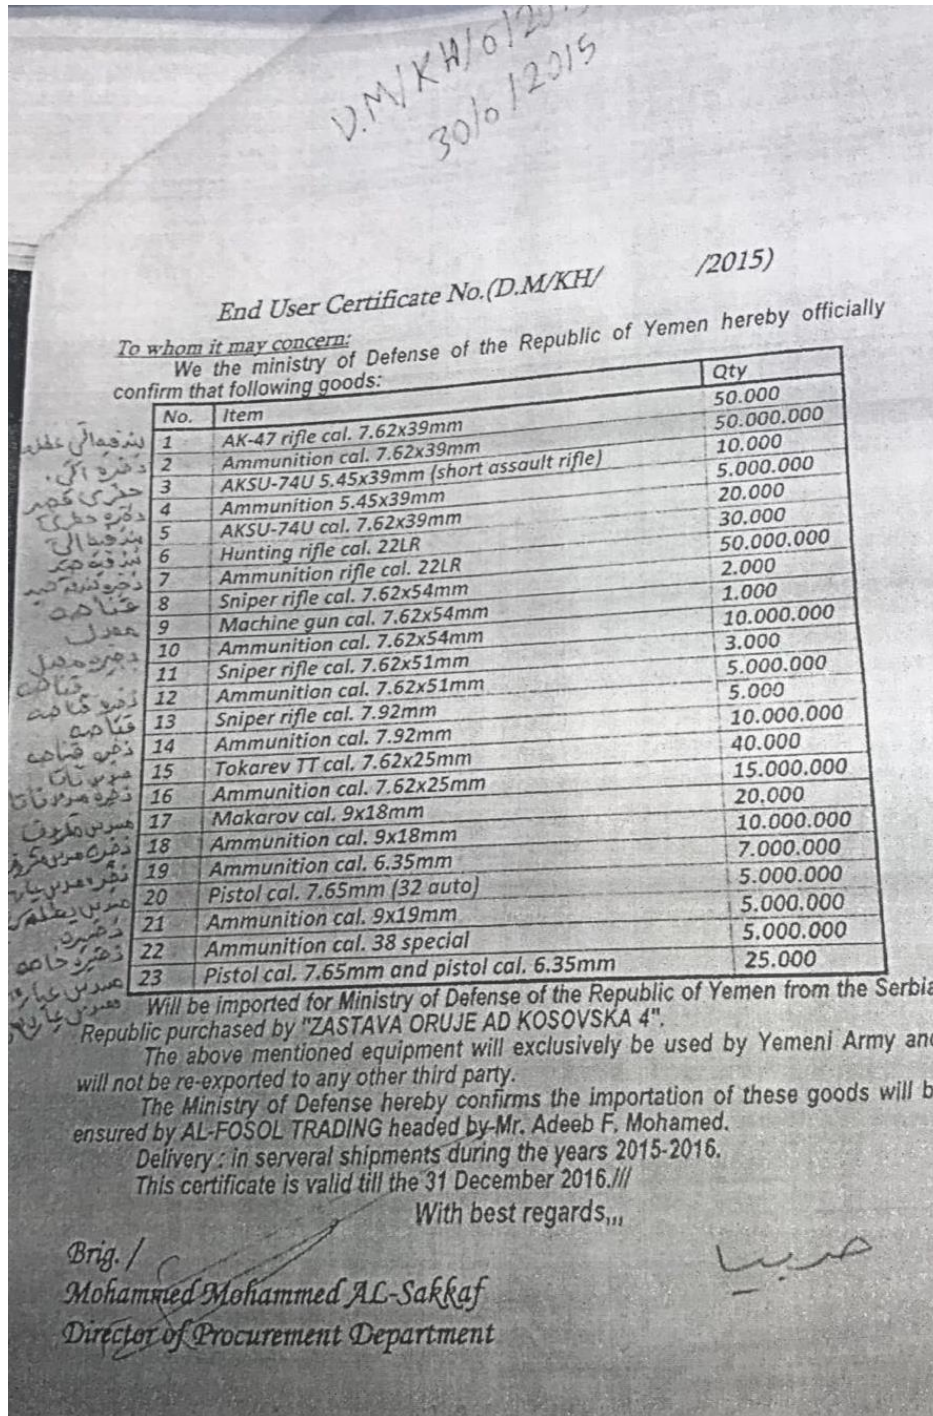 D.M/KH/0/2015
30/0/2015
End User Certificate No.(D.M/KH/ /2015)
To whom it may concern:
We the ministry of Defense of the Republic of Yemen hereby officially
confirm that following goods:
No. Item Qty
1 AK-47 rifle cal. 7.62x39mm 50.000
2 Ammunition cal. 7.62x39mm 50.000.000
3 AKSU-74U 5.45x39mm (short assault rifle) 10.000
4 Ammunition 5.45x39mm 5.000.000
5 AKSU-74U cal. 7.62x39mm 20.000
6 Hunting rifle cal. 22LR 30.000
7 Ammunition rifle cal. 22LR 50.000.000
8 Sniper rifle cal. 7.62x54mm 2.000
9 Machine gun cal. 7.62x54mm 1.000
10 Ammunition cal. 7.62x54mm 10.000.000
11 Sniper rifle cal. 7.62x51mm 3.000
12 Ammunition cal. 7.62x51mm 5.000.000
13 Sniper rifle cal. 7.92mm 5.000
14 Ammunition cal. 7.92mm 10.000.000
15 Tokarev TT cal. 7.62x25mm 40.000
16 Ammunition cal. 7.62x25mm 15.000.000
17 Makarov cal. 9x18mm 20.000
18 Ammunition cal. 9x18mm 10.000.000
19 Ammunition cal. 6.35mm 7.000.000
20 Pistol cal. 7.65mm (32 auto) 5.000.000
21 Ammunition cal. 9x19mm 5.000.000
22 Ammunition cal. 38 special 5.000.000
23 Pistol cal. 7.65mm and pistol cal. 6.35mm 25.000
Will be imported for Ministry of Defense of the Republic of Yemen from the Serbia
Republic purchased by "ZASTAVA ORUJE AD KOSOVSKA 4".
The above mentioned equipment will exclusively be used by Yemeni Army and
will not be re-exported to any other third party.
The Ministry of Defense hereby confirms the importation of these goods will b
ensured by AL-FOSOL TRADING headed by Mr. Adeeb F. Mohamed.
Delivery : in serveral shipments during the years 2015-2016.
This certificate is valid till the 31 December 2016.///
With best regards,,,
صربيا
Brig. /
Mohammed Mohammed AL-Sakkaf
Director of Procurement Department